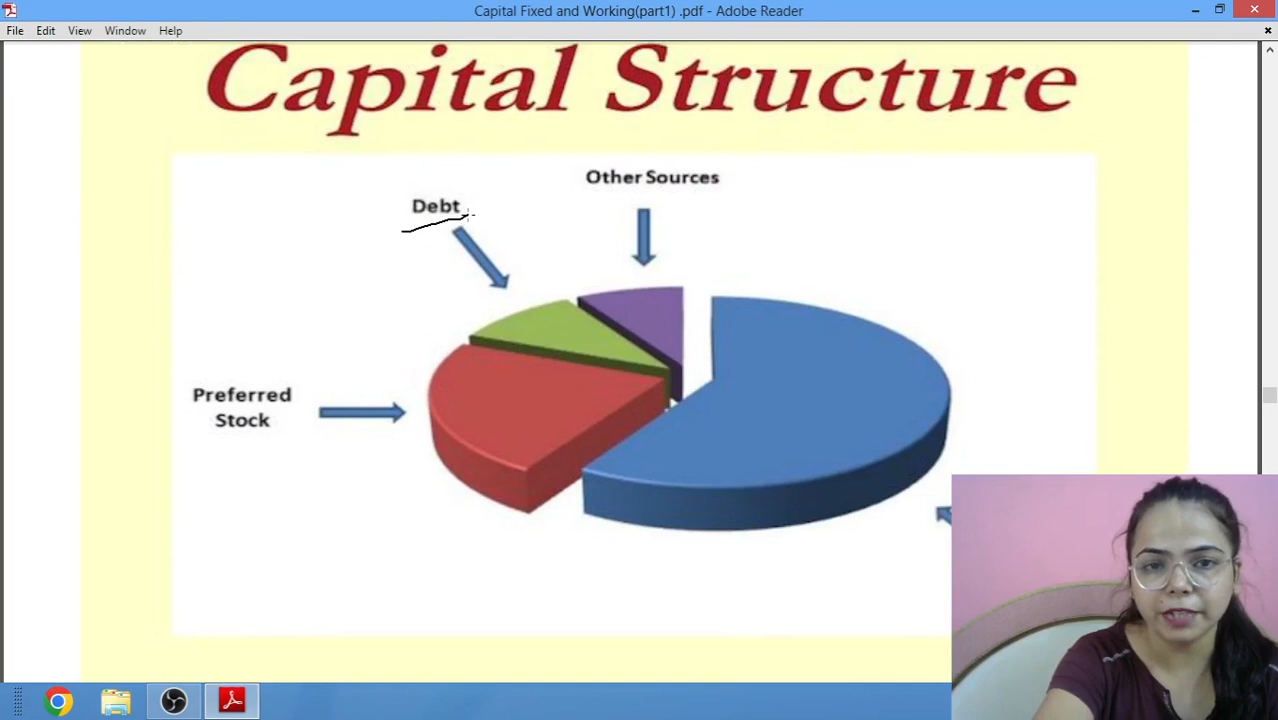 Capital Fixed and Working(part1) .pdf - Adobe Reader
File Edit View Window Help
Capital Structure
Other Sources
Debt
Preferred
Stock